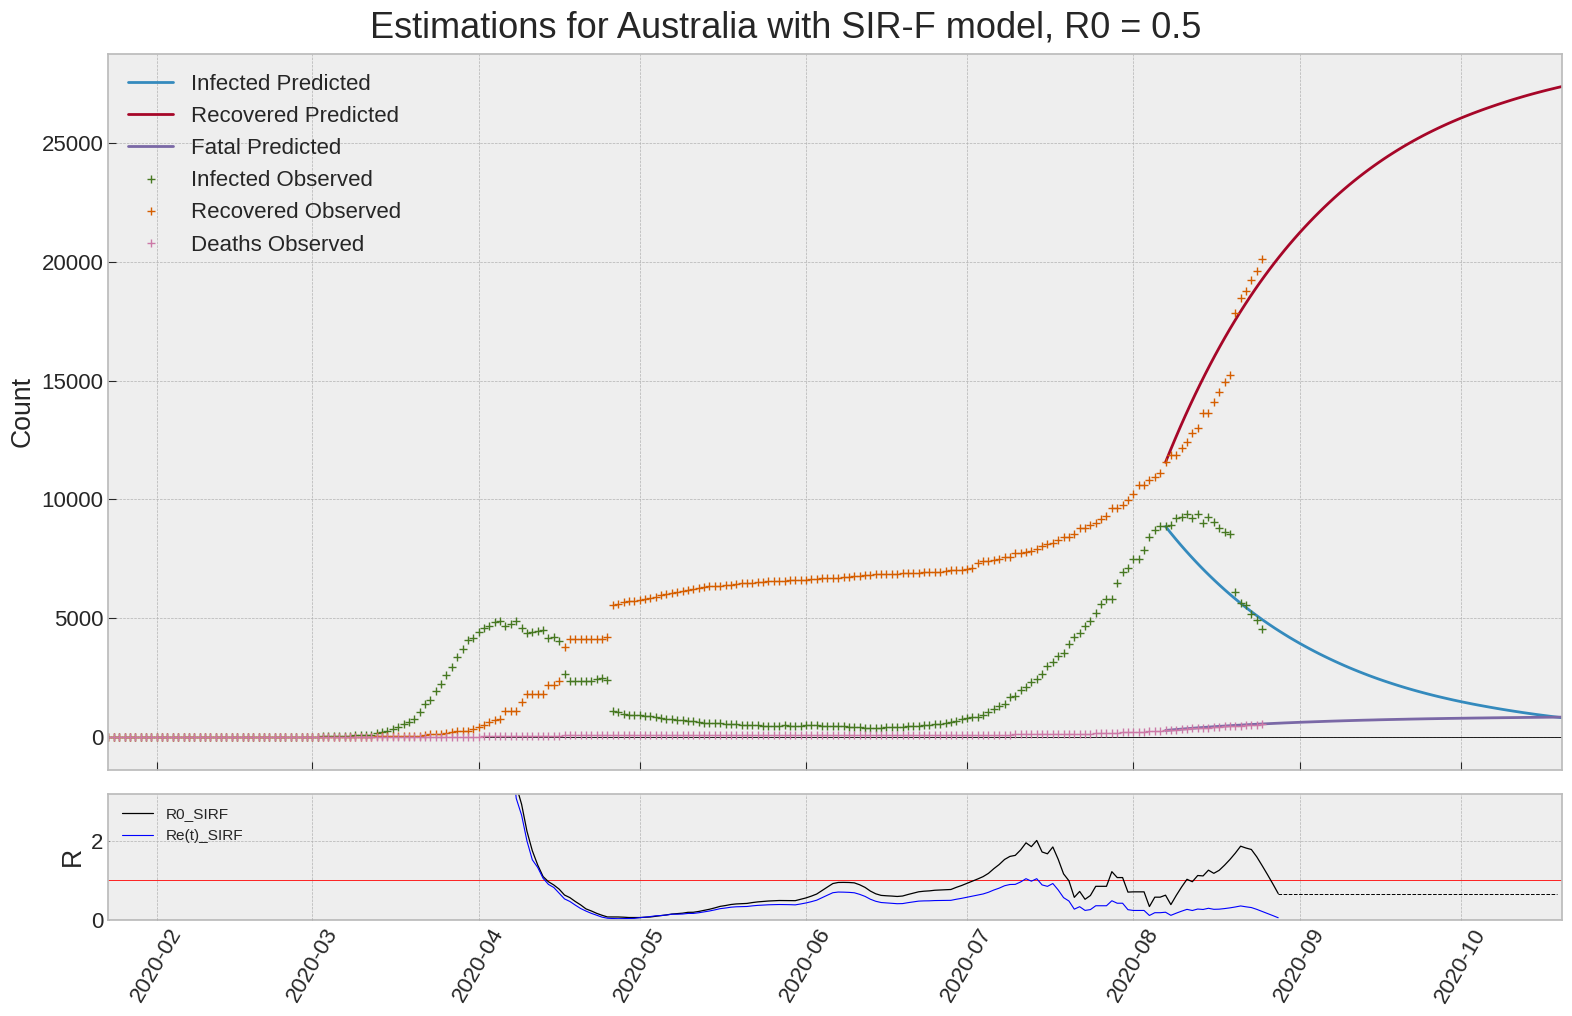 Estimations for Australia with SIR-F model, R0 = 0.5
Infected Predicted
Recovered Predicted
Fatal Predicted
Infected Observed
Recovered Observed
Deaths Observed
25000
20000
15000
10000
5000
0
Count
R0_SIRF
Re(t)_SIRF
2
0
R
2020-02
2020-03
2020-04
2020-05
2020-06
2020-07
2020-08
2020-09
2020-10